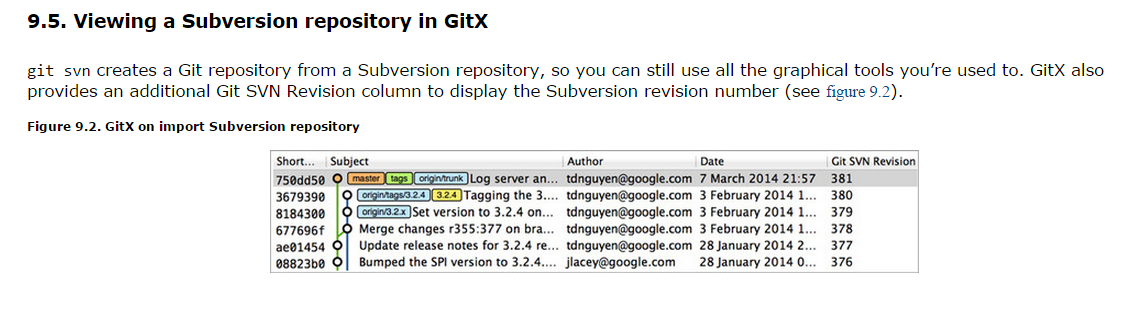 9.5. Viewing a Subversion repository in GitX
git svn creates a Git repository from a Subversion repository, so you can still use all the graphical tools you’re used to. GitX also
provides an additional Git SVN Revision column to display the Subversion revision number (see figure 9.2).
Figure 9.2. GitX on import Subversion repository
Short... Subject Author Date Git SVN Revision
750dd50 master tags origin/trunk Log server an... tdnguyen@google.com 7 March 2014 21:57 381
3679390 origin/tags/3.2.4 3.2.4 Tagging the 3.... tdnguyen@google.com 3 February 2014 1... 380
8184300 origin/3.2.x Set version to 3.2.4 on... tdnguyen@google.com 3 February 2014 1... 379
677696f Merge changes r355:377 on bra... tdnguyen@google.com 3 February 2014 1... 378
ae01454 Update release notes for 3.2.4 re... tdnguyen@google.com 28 January 2014 2... 377
08823b0 Bumped the SPI version to 3.2.4.... jlacey@google.com 28 January 2014 0... 376